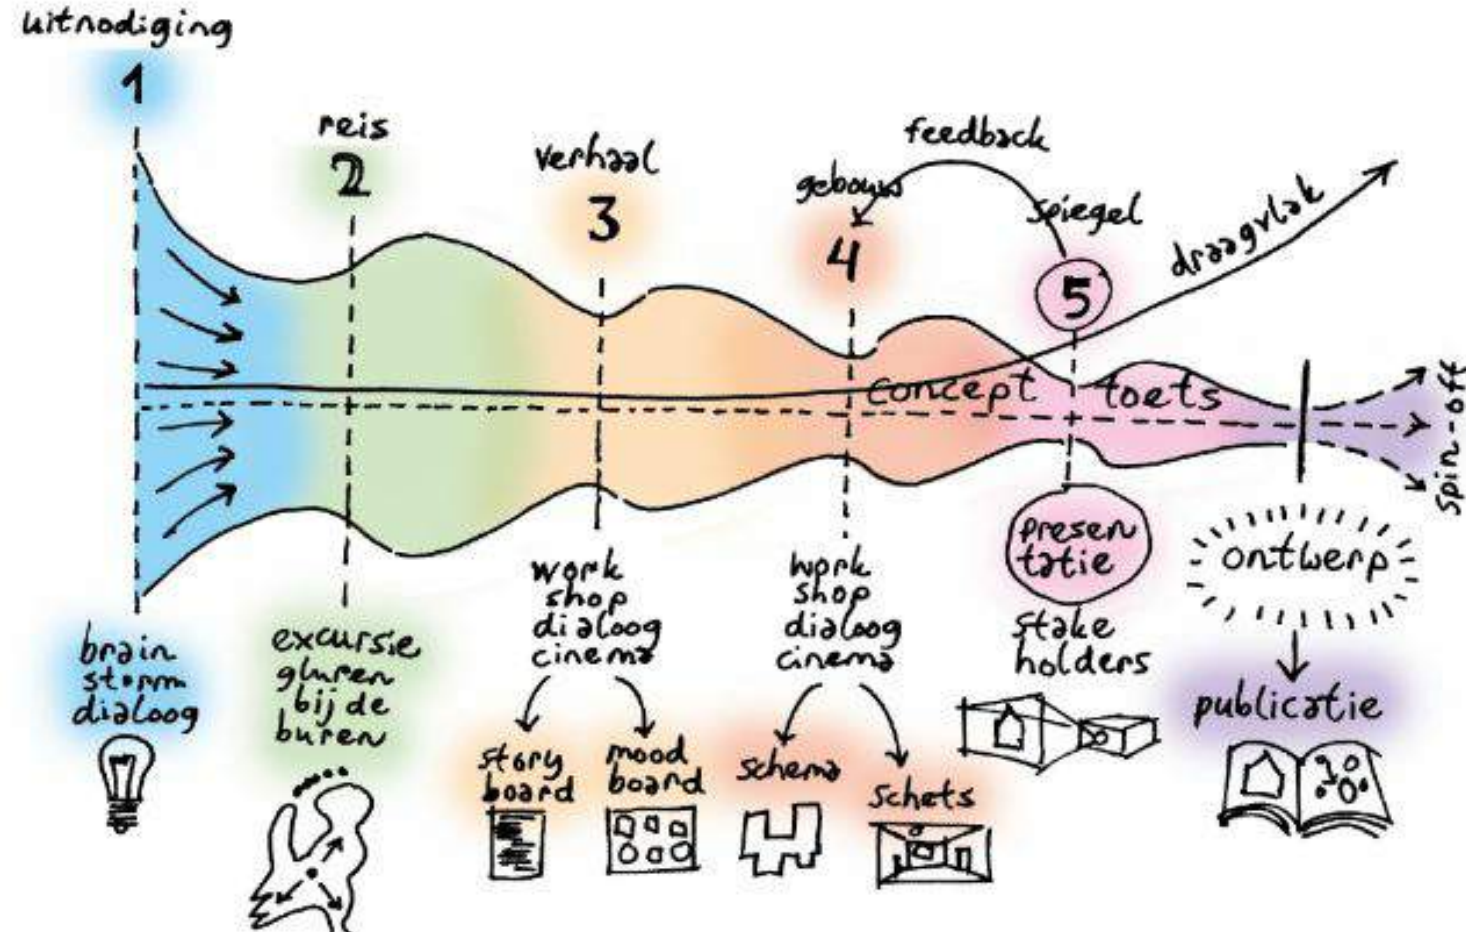 uitnodiging
1
reis
2
verhaal
3
gebouw
4
feedback
spiegel
5
draagvlak
concept
toets
spin-off
brain
storm
dialoog
excursie
gluren
bij de
buren
work
shop
dialoog
cinema
story
board
mood
board
work
shop
dialoog
cinema
schema
schets
presen
tatie
stake
holders
ontwerp
publicatie